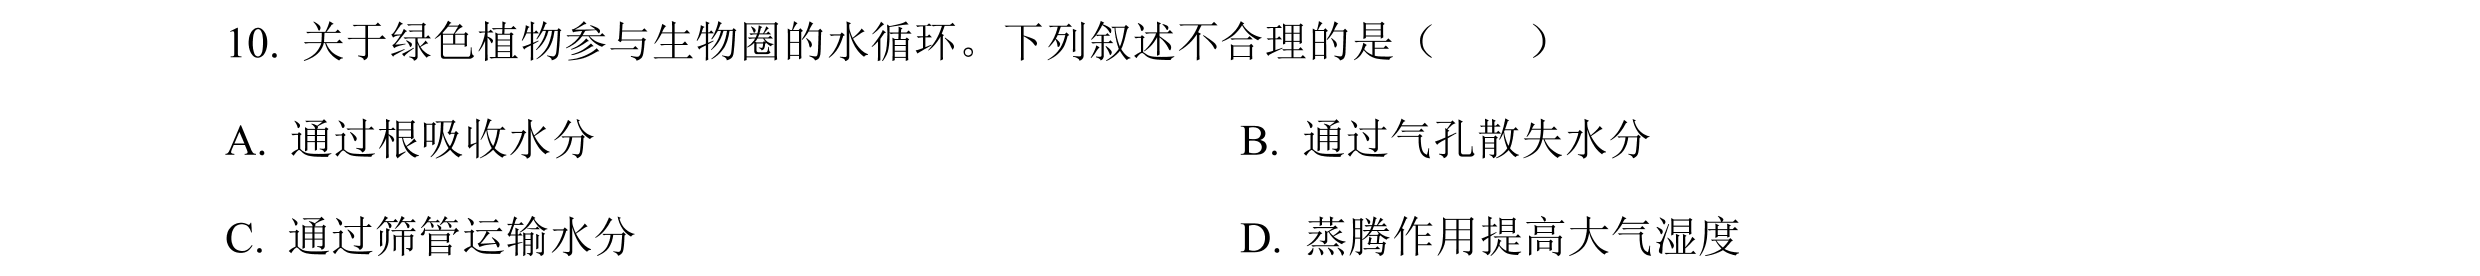 10. 关于绿色植物参与生物圈的水循环。下列叙述不合理的是（　　）
A. 通过根吸收水分　　B. 通过气孔散失水分
C. 通过筛管运输水分　　D. 蒸腾作用提高大气湿度